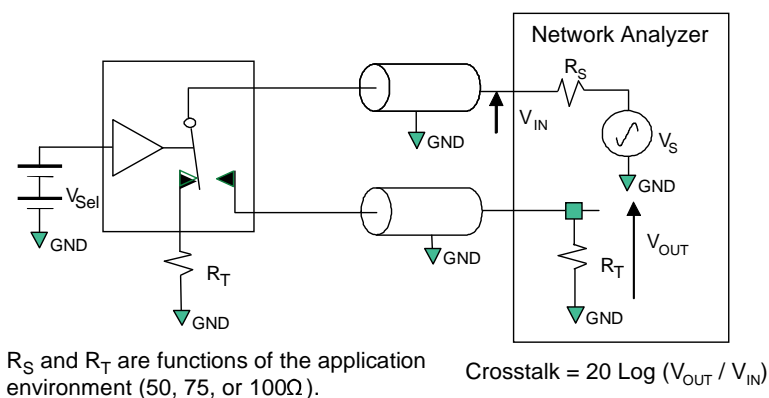 Network Analyzer
R_S
V_IN
GND
V_S
GND
V_Sel
GND
GND
V_OUT
R_T
R_T
GND
GND
R_S and R_T are functions of the application
environment (50, 75, or 100Ω).
Crosstalk = 20 Log (V_OUT / V_IN)